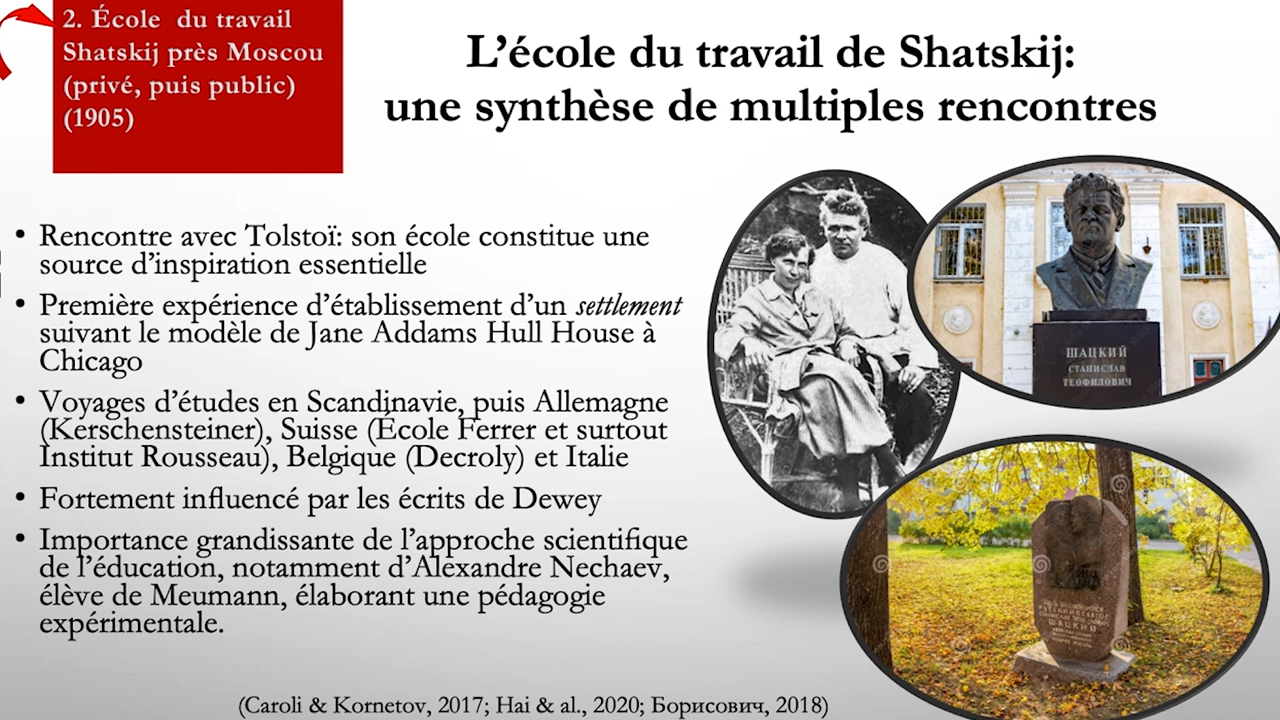 2. École du travail
Shatskij près Moscou
(privé, puis public)
(1905)
L’école du travail de Shatskij:
une synthèse de multiples rencontres
• Rencontre avec Tolstoï: son école constitue une
source d’inspiration essentielle
• Première expérience d’établissement d’un settlement
suivant le modèle de Jane Addams Hull House à
Chicago
• Voyages d’études en Scandinavie, puis Allemagne
(Kerschensteiner), Suisse (École Ferrer et surtout
Institut Rousseau), Belgique (Decroly) et Italie
• Fortement influencé par les écrits de Dewey
• Importance grandissante de l’approche scientifique
de l’éducation, notamment d’Alexandre Nechaev,
élève de Meumann, élaborant une pédagogie
expérimentale.
ШАЦКИЙ
СТАНИСЛАВ
ТЕОФИЛОВИЧ
ШАЦКИЙ
(Caroli & Kornetov, 2017; Hai & al., 2020; Борисович, 2018)